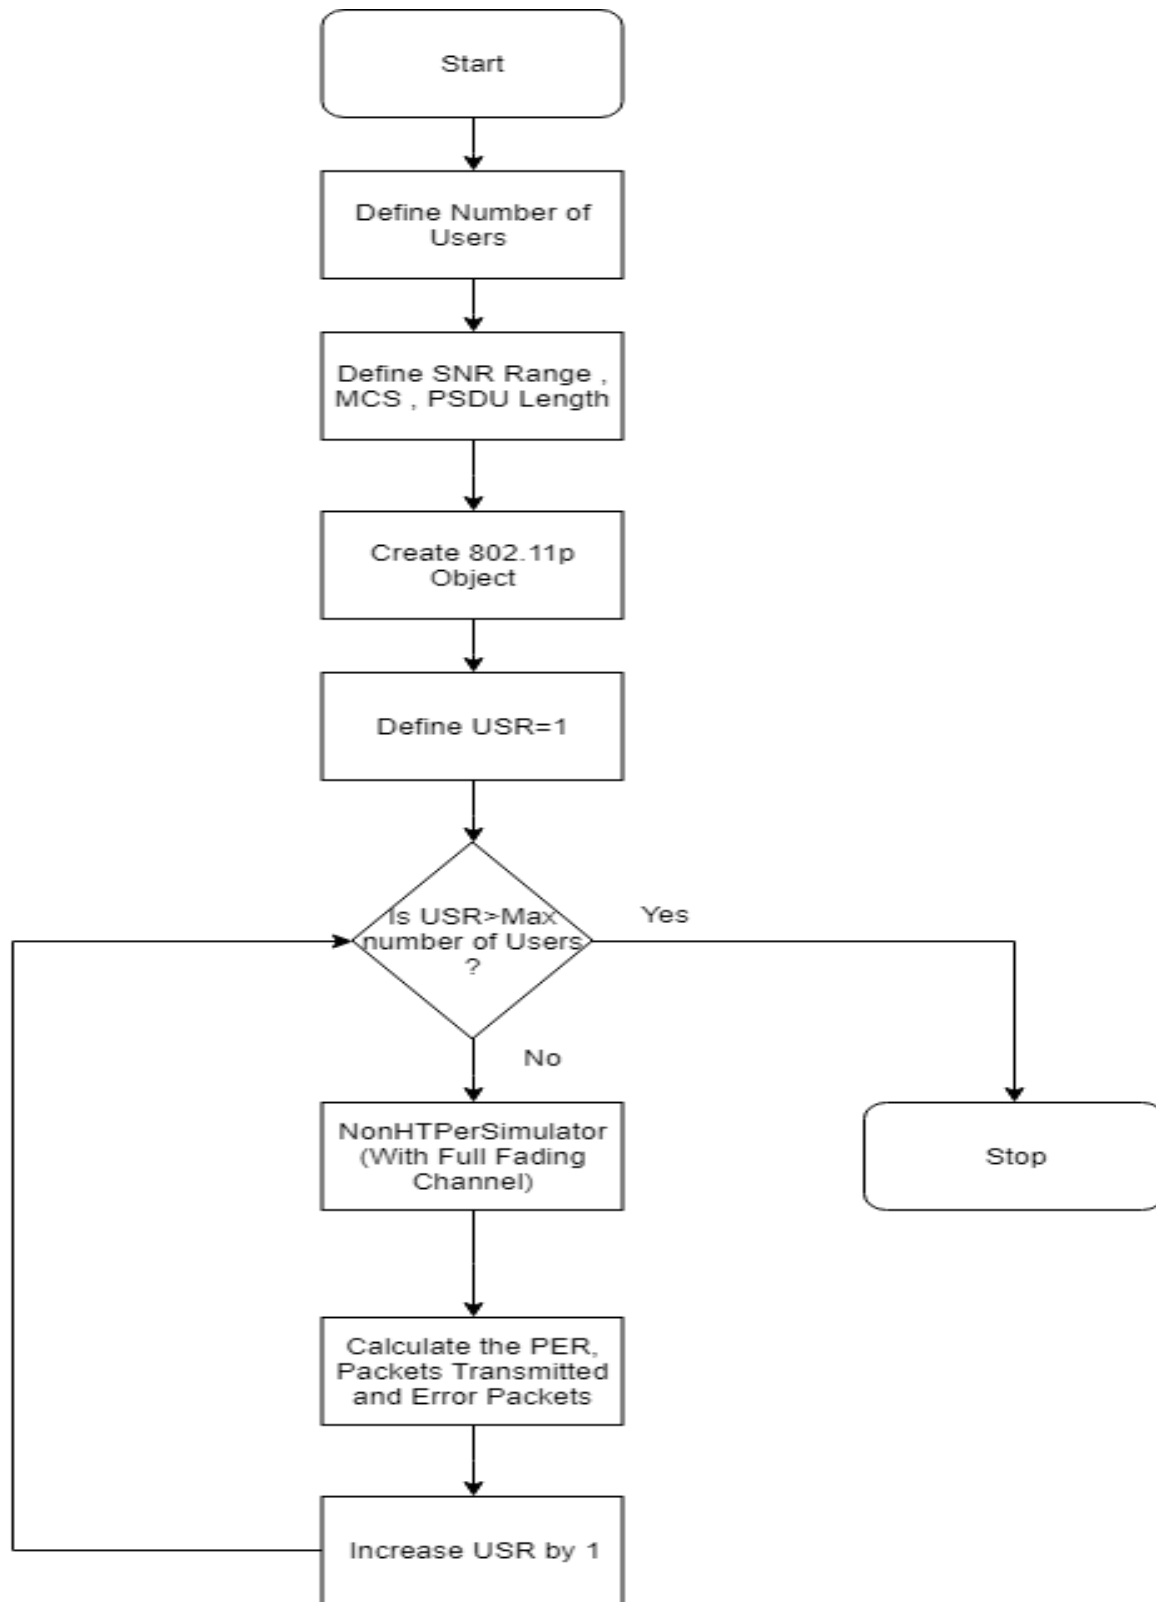 Start
Define Number of
Users
Define SNR Range ,
MCS , PSDU Length
Create 802.11p
Object
Define USR=1
Is USR>Max
number of Users
?
Yes
No
NonHTPerSimulator
(With Full Fading
Channel)
Stop
Calculate the PER,
Packets Transmitted
and Error Packets
Increase USR by 1